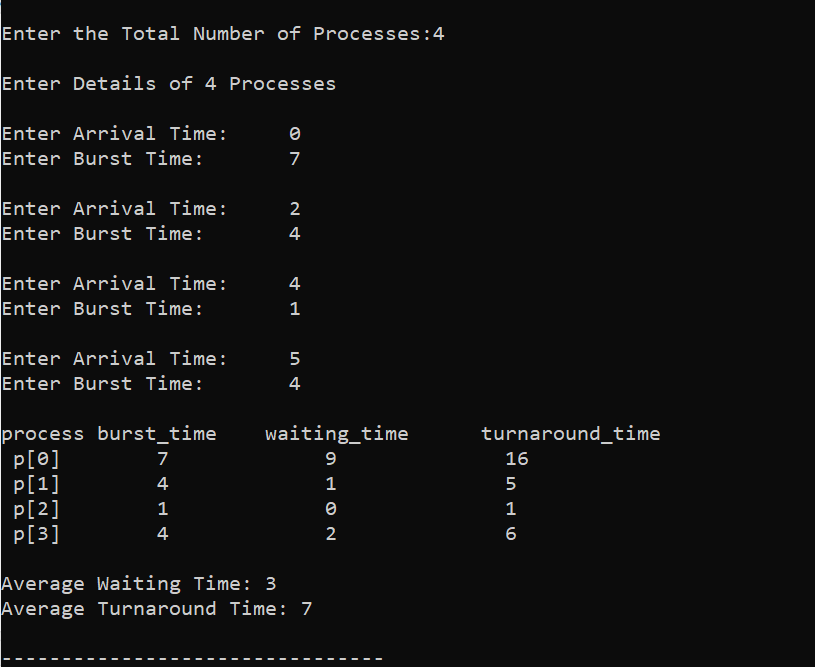 Enter the Total Number of Processes:4
Enter Details of 4 Processes
Enter Arrival Time:     0
Enter Burst Time:       7
Enter Arrival Time:     2
Enter Burst Time:       4
Enter Arrival Time:     4
Enter Burst Time:       1
Enter Arrival Time:     5
Enter Burst Time:       4
process burst_time    waiting_time      turnaround_time
 p[0]        7             9              16
 p[1]        4             1              5
 p[2]        1             0              1
 p[3]        4             2              6
Average Waiting Time: 3
Average Turnaround Time: 7
--------------------------------